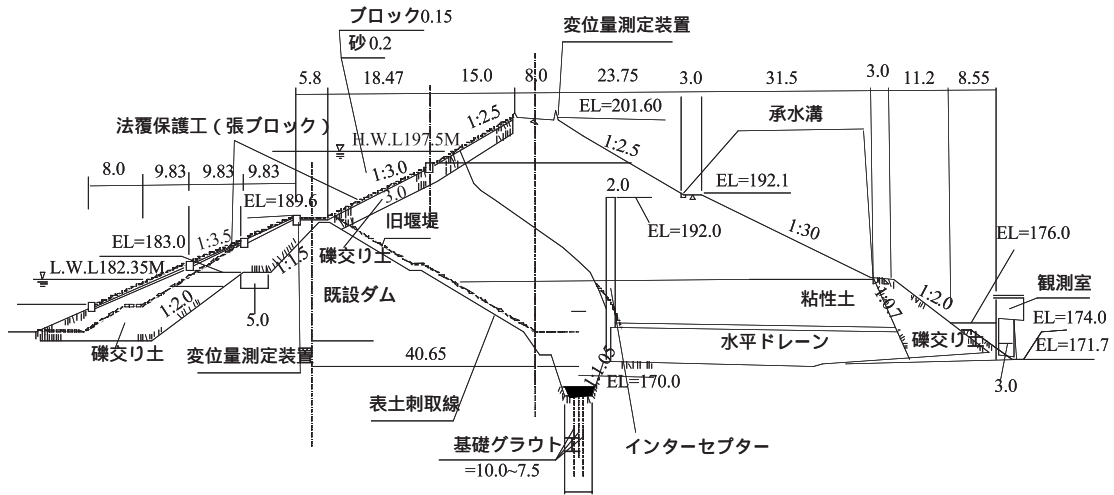 ブロック0.15
砂0.2
変位量測定装置
5.8
18.47
15.0
8.0
23.75
3.0
31.5
3.0
11.2
8.55
EL=201.60
承水溝
法覆保護工(張ブロック)
H.W.L197.5M
1:2.5
1:2.5
8.0
9.83
9.83
9.83
1:3.0
3.0
EL=192.1
2.0
EL=189.6
旧堰堤
EL=192.0
1:30
EL=176.0
EL=183.0
1:3.5
礫交り土
1:1.5
L.W.L182.35M
既設ダム
粘性土
1:0.7
1:2.0
観測室
1:2.0
5.0
EL=174.0
礫交り土
変位量測定装置
40.65
水平ドレーン
礫交り土
EL=171.7
1:1.05
EL=170.0
3.0
表土剥取線
基礎グラウト工
=10.0~7.5
インターセプター